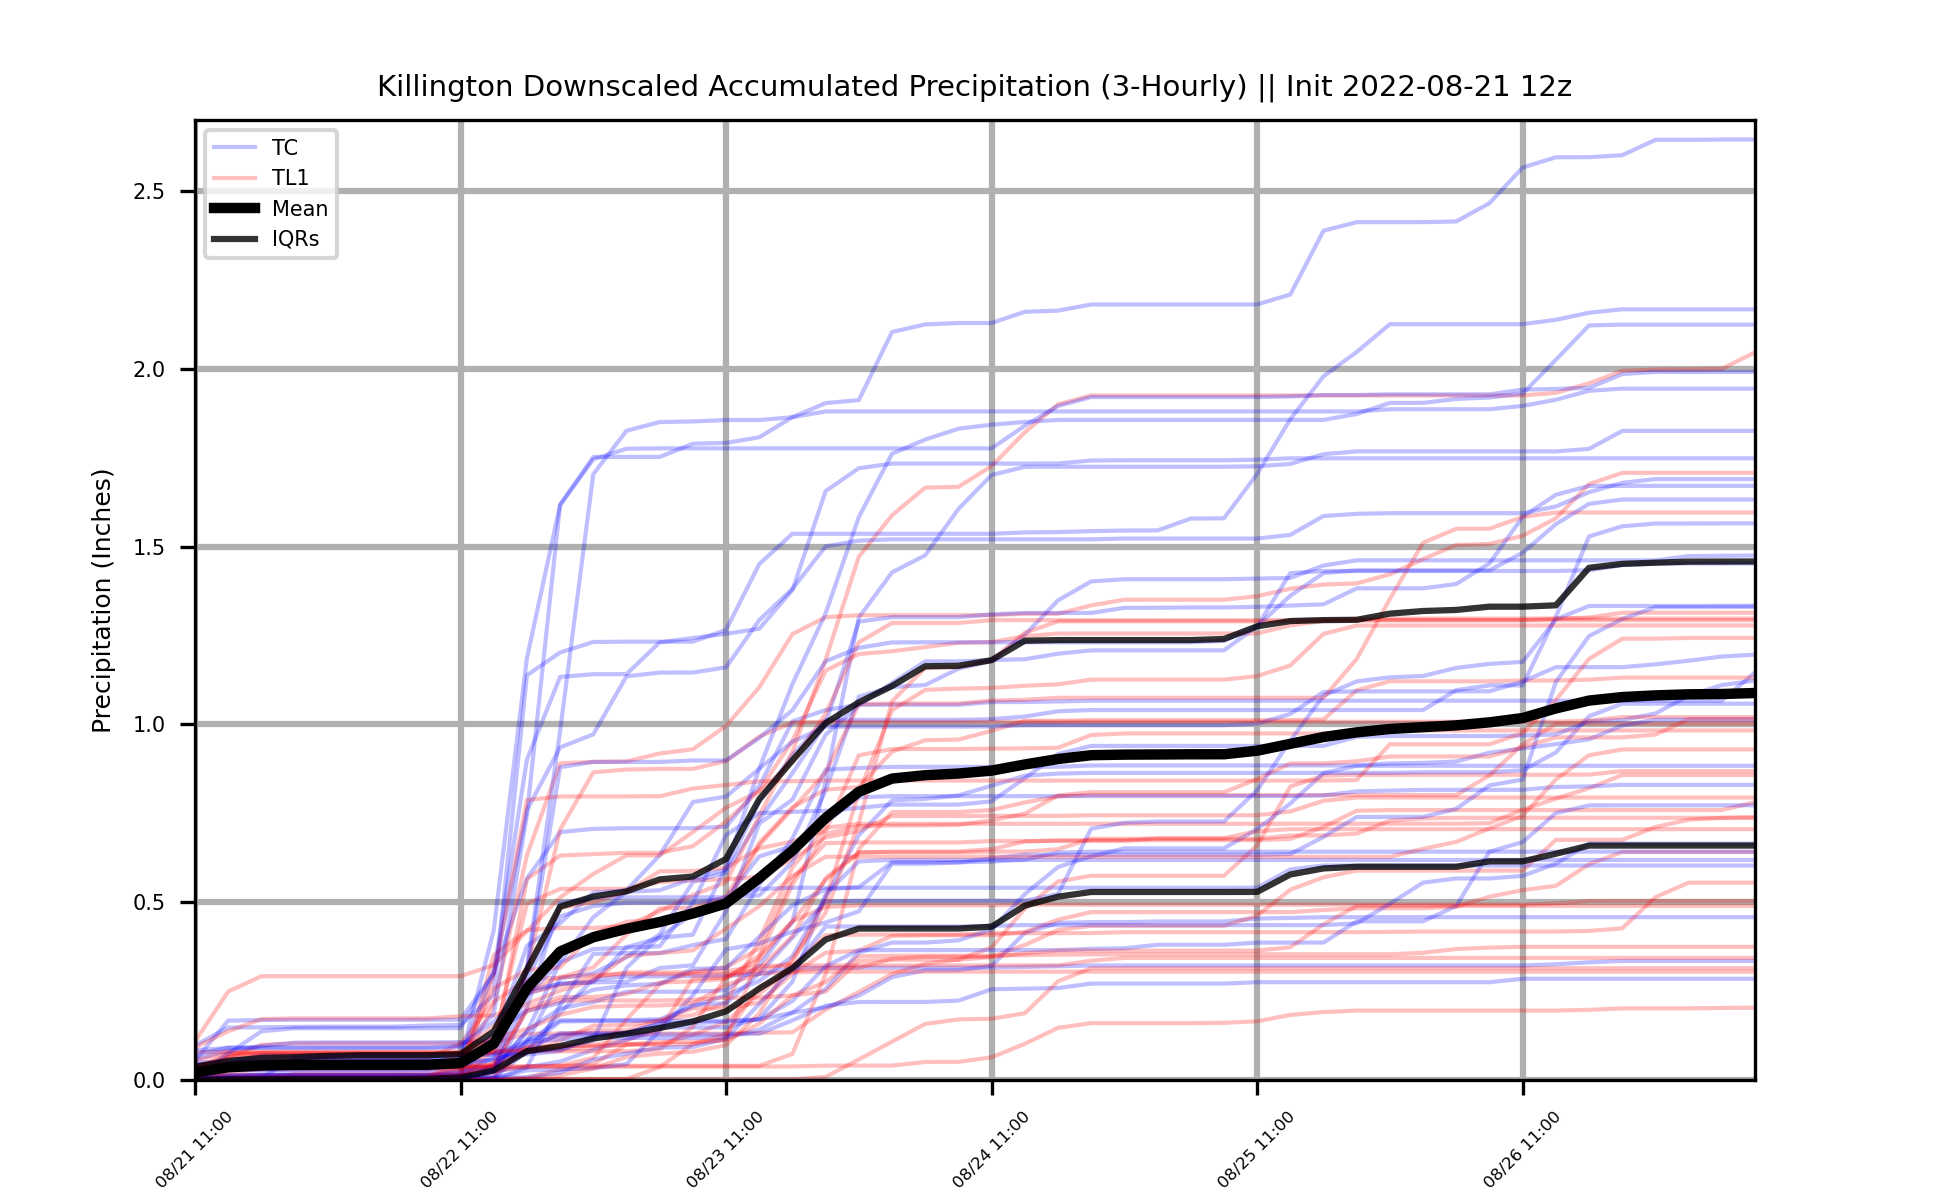 Killington Downscaled Accumulated Precipitation (3-Hourly) || Init 2022-08-21 12z
TC
TL1
Mean
IQRs
Precipitation (Inches)
2.5
2.0
1.5
1.0
0.5
0.0
08/21 11:00
08/22 11:00
08/23 11:00
08/24 11:00
08/25 11:00
08/26 11:00